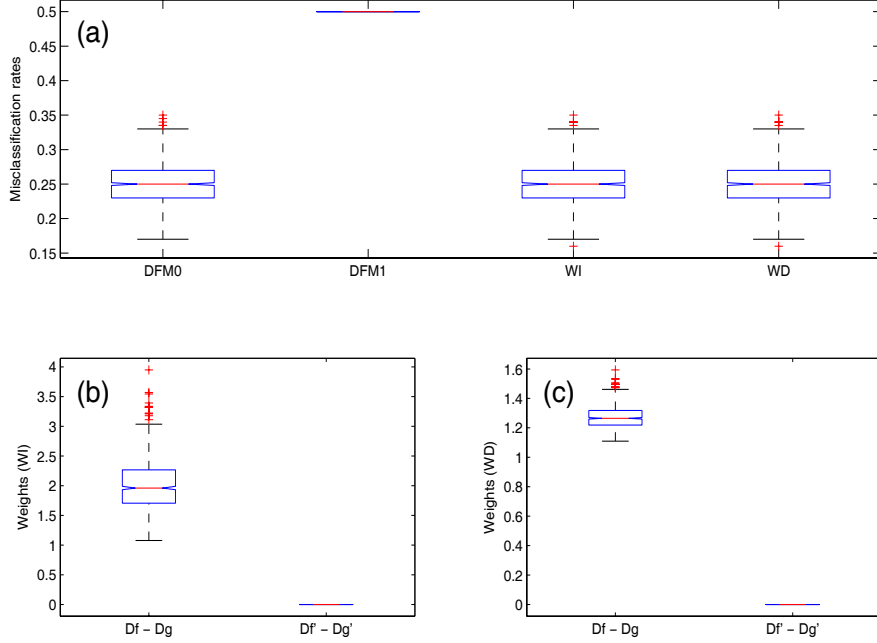 (a)
Misclassification rates
0.5
0.45
0.4
0.35
0.3
0.25
0.2
0.15
DFM0 DFM1 WI WD
(b)
Weights (WI)
4
3.5
3
2.5
2
1.5
1
0.5
0
Df − Dg Df' − Dg'
(c)
Weights (WD)
1.6
1.4
1.2
1
0.8
0.6
0.4
0.2
0
Df − Dg Df' − Dg'